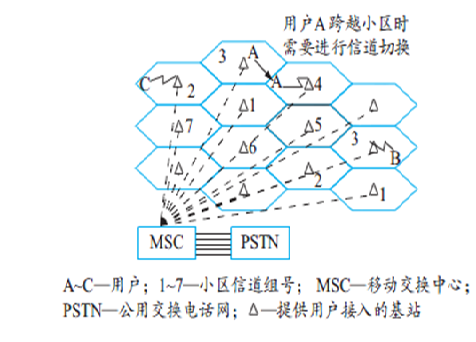 用户A跨越小区时
需要进行信道切换
3 A
C 2 A 4
1
7 5
3
6 B
2
1
MSC PSTN
A~C—用户；1~7—小区信道组号；MSC—移动交换中心；
PSTN—公用交换电话网；△—提供用户接入的基站